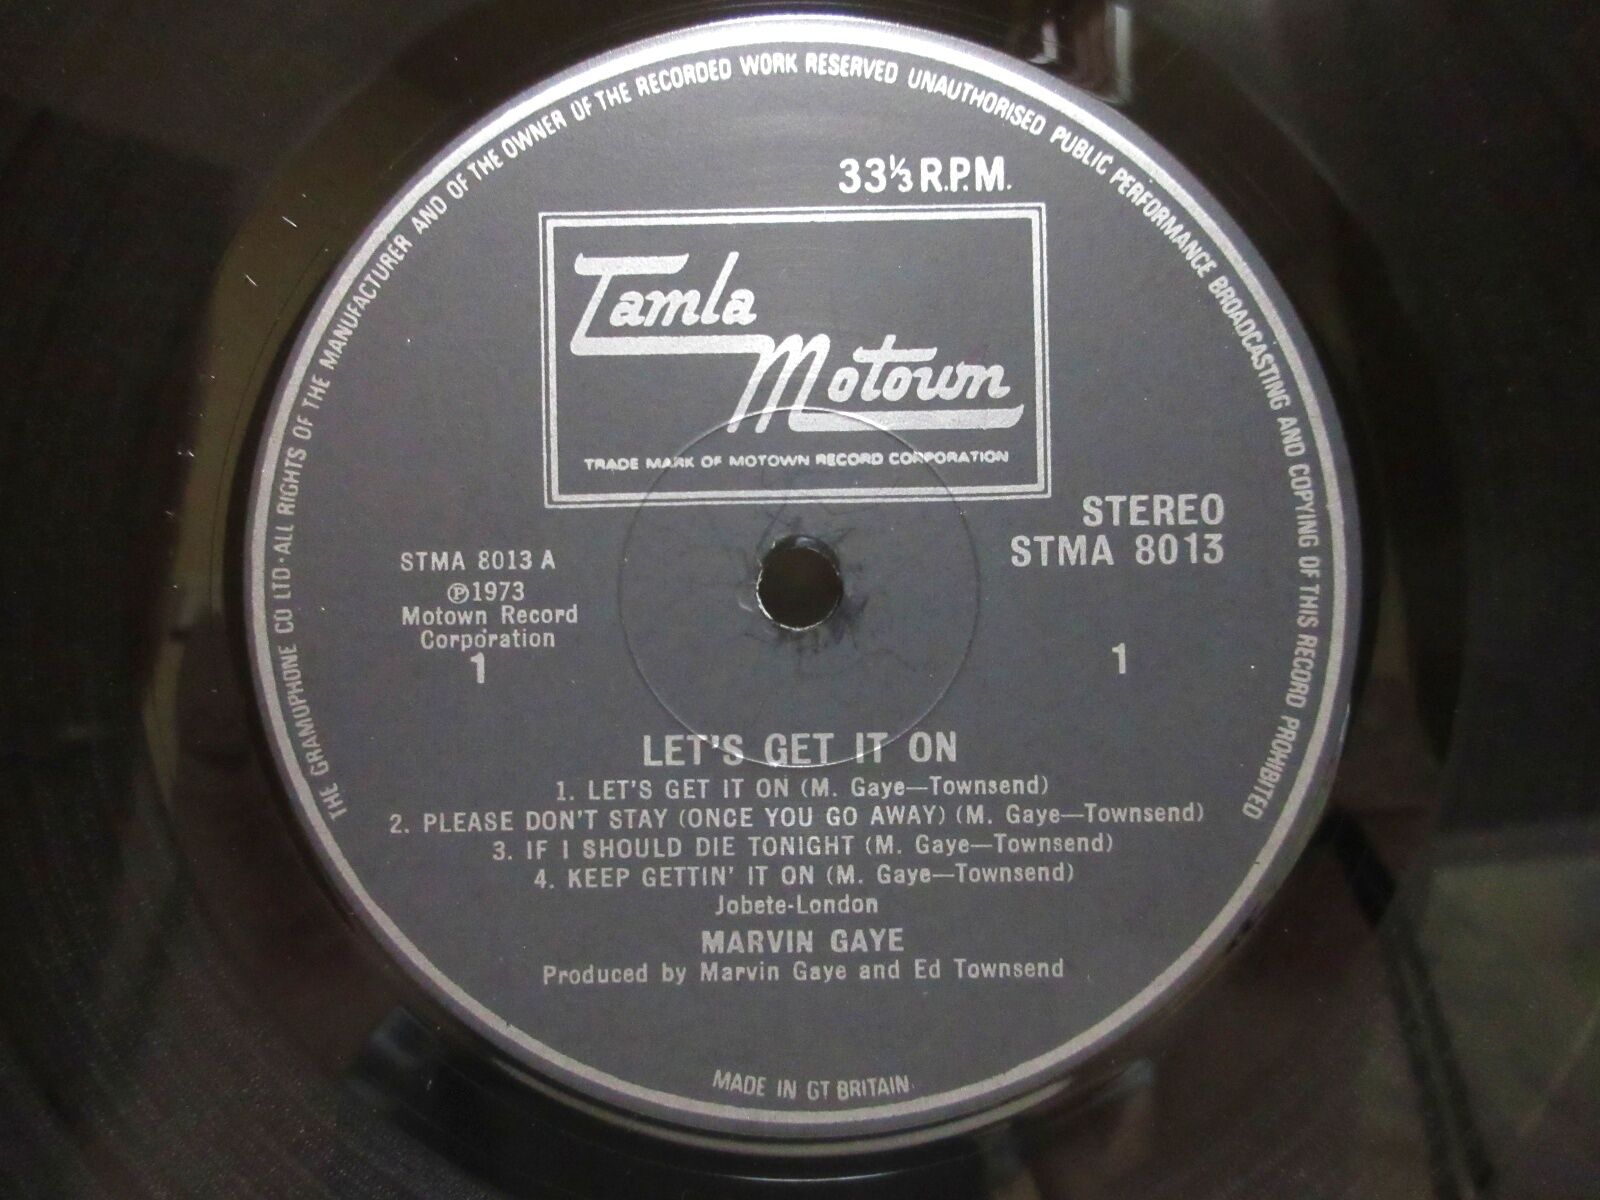 THE GRAMOPHONE CO LTD·ALL RIGHTS OF THE MANUFACTURER AND OF THE OWNER OF THE RECORDED WORK RESERVED UNAUTHORISED PUBLIC PERFORMANCE BROADCASTING AND COPYING OF THIS RECORD PROHIBITED
33⅓ R.P.M.
Tamla
Motown
TRADE MARK OF MOTOWN RECORD CORPORATION
STEREO
STMA 8013
STMA 8013 A
Ⓟ1973
Motown Record
Corporation
1
1
LET'S GET IT ON
1. LET'S GET IT ON (M. Gaye—Townsend)
2. PLEASE DON'T STAY (ONCE YOU GO AWAY) (M. Gaye—Townsend)
3. IF I SHOULD DIE TONIGHT (M. Gaye—Townsend)
4. KEEP GETTIN' IT ON (M. Gaye—Townsend)
Jobete-London
MARVIN GAYE
Produced by Marvin Gaye and Ed Townsend
MADE IN GT BRITAIN